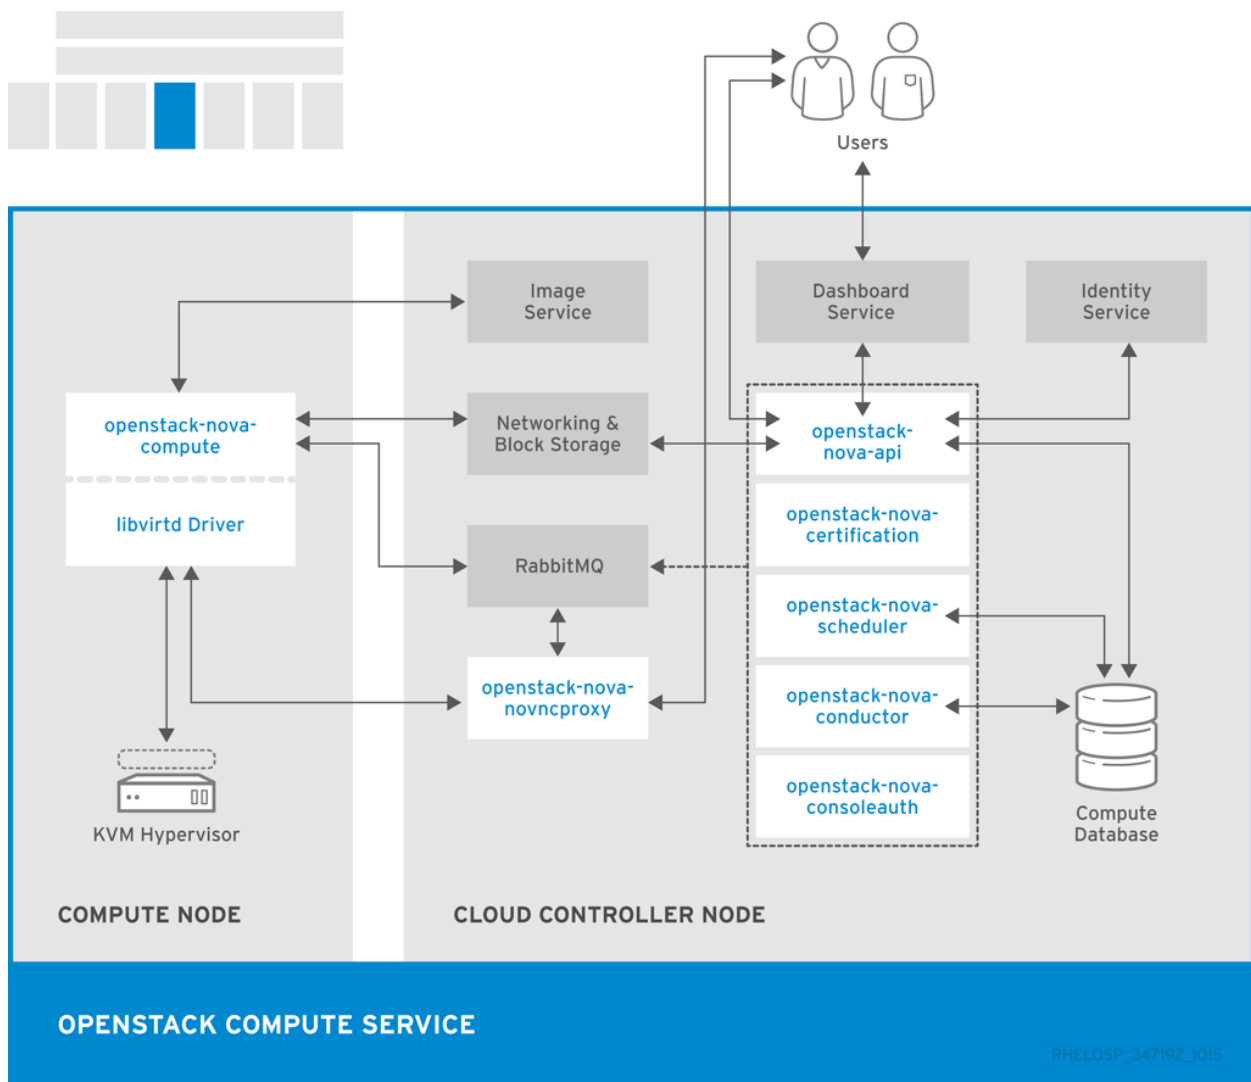 Users
Image
Service
Dashboard
Service
Identity
Service
openstack-nova-
compute
Networking &
Block Storage
openstack-
nova-api
libvirtd Driver
openstack-nova-
certification
RabbitMQ
openstack-nova-
scheduler
openstack-nova-
novncproxy
openstack-nova-
conductor
openstack-nova-
consoleauth
KVM Hypervisor
Compute
Database
COMPUTE NODE
CLOUD CONTROLLER NODE
OPENSTACK COMPUTE SERVICE
RHELOSP_347192_1015